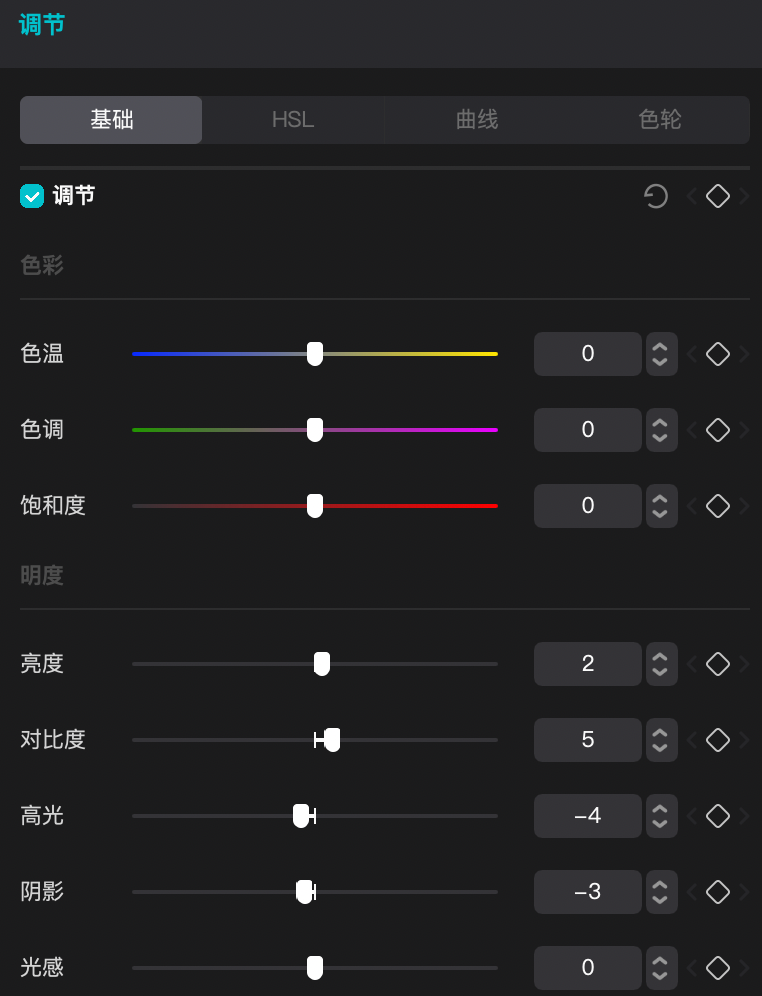 调节
基础 HSL 曲线 色轮
调节
色彩
色温 0
色调 0
饱和度 0
明度
亮度 2
对比度 5
高光 −4
阴影 −3
光感 0